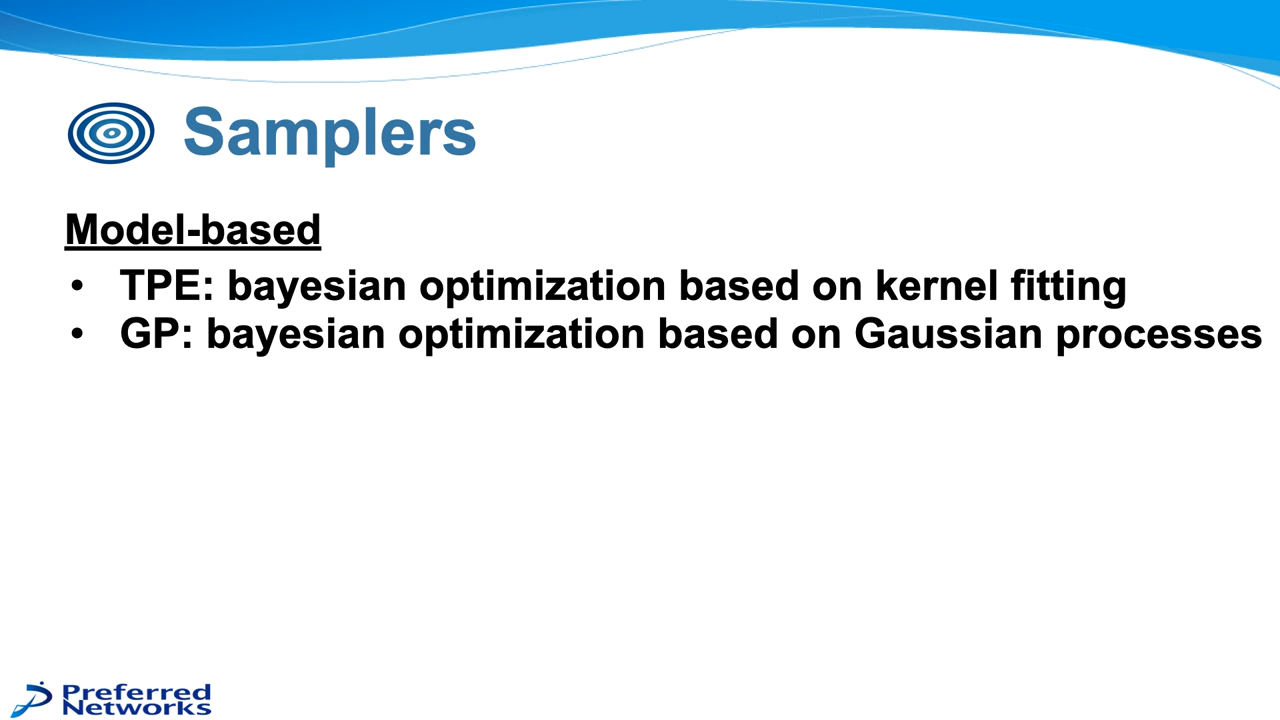 Samplers
Model-based
• TPE: bayesian optimization based on kernel fitting
• GP: bayesian optimization based on Gaussian processes
Preferred
Networks